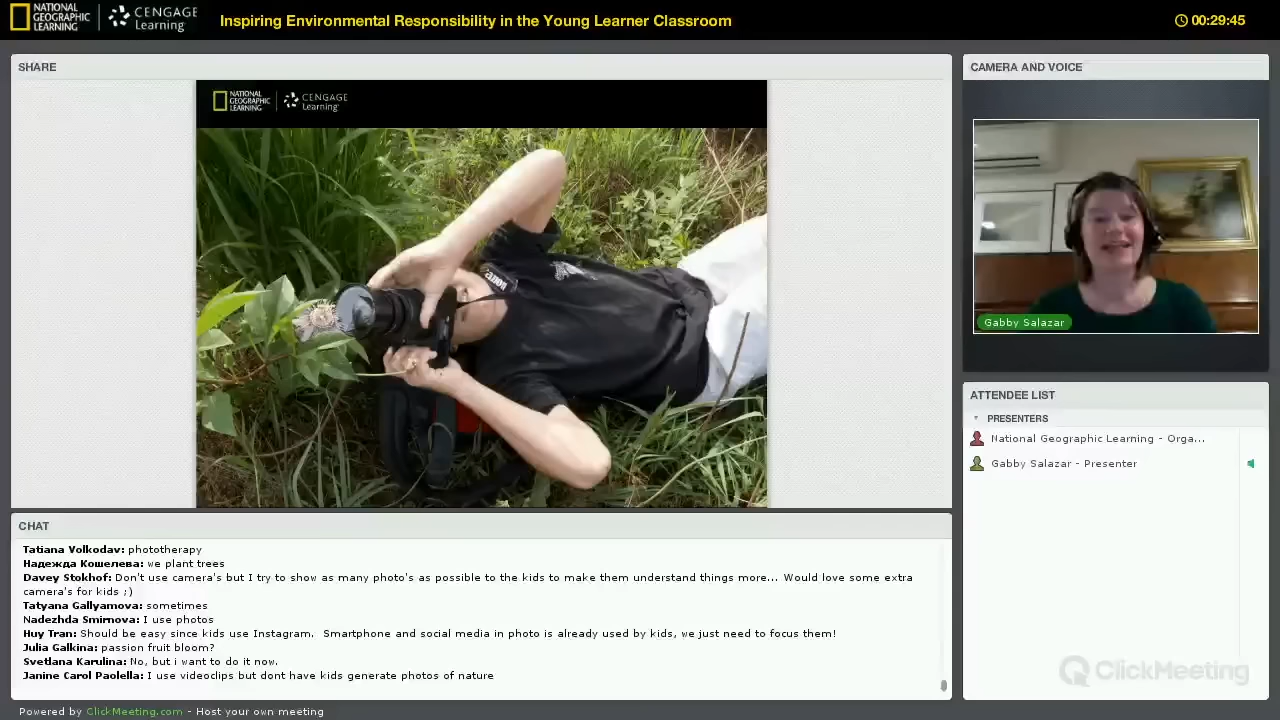 NATIONAL
GEOGRAPHIC
LEARNING
CENGAGE
Learning
Inspiring Environmental Responsibility in the Young Learner Classroom
00:29:45
SHARE
NATIONAL
GEOGRAPHIC
LEARNING
CENGAGE
Learning
CANON
CAMERA AND VOICE
Gabby Salazar
ATTENDEE LIST
PRESENTERS
National Geographic Learning - Orga...
Gabby Salazar - Presenter
CHAT
Tatiana Volkodav: phototherapy
Надежда Кошелева: we plant trees
Davey Stokhof: Don't use camera's but I try to show as many photo's as possible to the kids to make them understand things more... Would love some extra
camera's for kids ;)
Tatyana Gallyamova: sometimes
Nadezhda Smirnova: I use photos
Huy Tran: Should be easy since kids use Instagram. Smartphone and social media in photo is already used by kids, we just need to focus them!
Julia Galkina: passion fruit bloom?
Svetlana Karulina: No, but i want to do it now.
Janine Carol Paolella: I use videoclips but dont have kids generate photos of nature
ClickMeeting
Powered by ClickMeeting.com - Host your own meeting